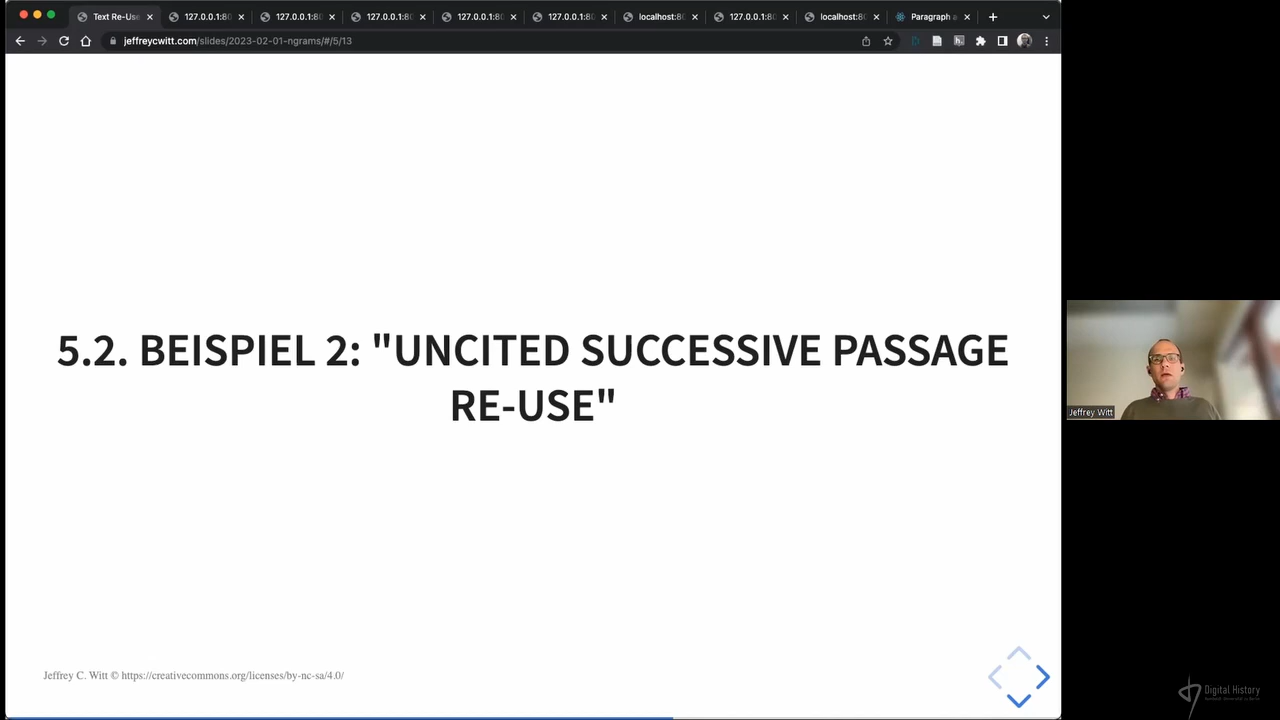 Text Re-Use
127.0.0.1:80
127.0.0.1:80
127.0.0.1:80
127.0.0.1:80
127.0.0.1:80
localhost:80
127.0.0.1:80
localhost:80
Paragraph a
jeffreycwitt.com/slides/2023-02-01-ngrams/#/5/13
5.2. BEISPIEL 2: "UNCITED SUCCESSIVE PASSAGE
RE-USE"
Jeffrey Witt
Jeffrey C. Witt © https://creativecommons.org/licenses/by-nc-sa/4.0/
Digital History